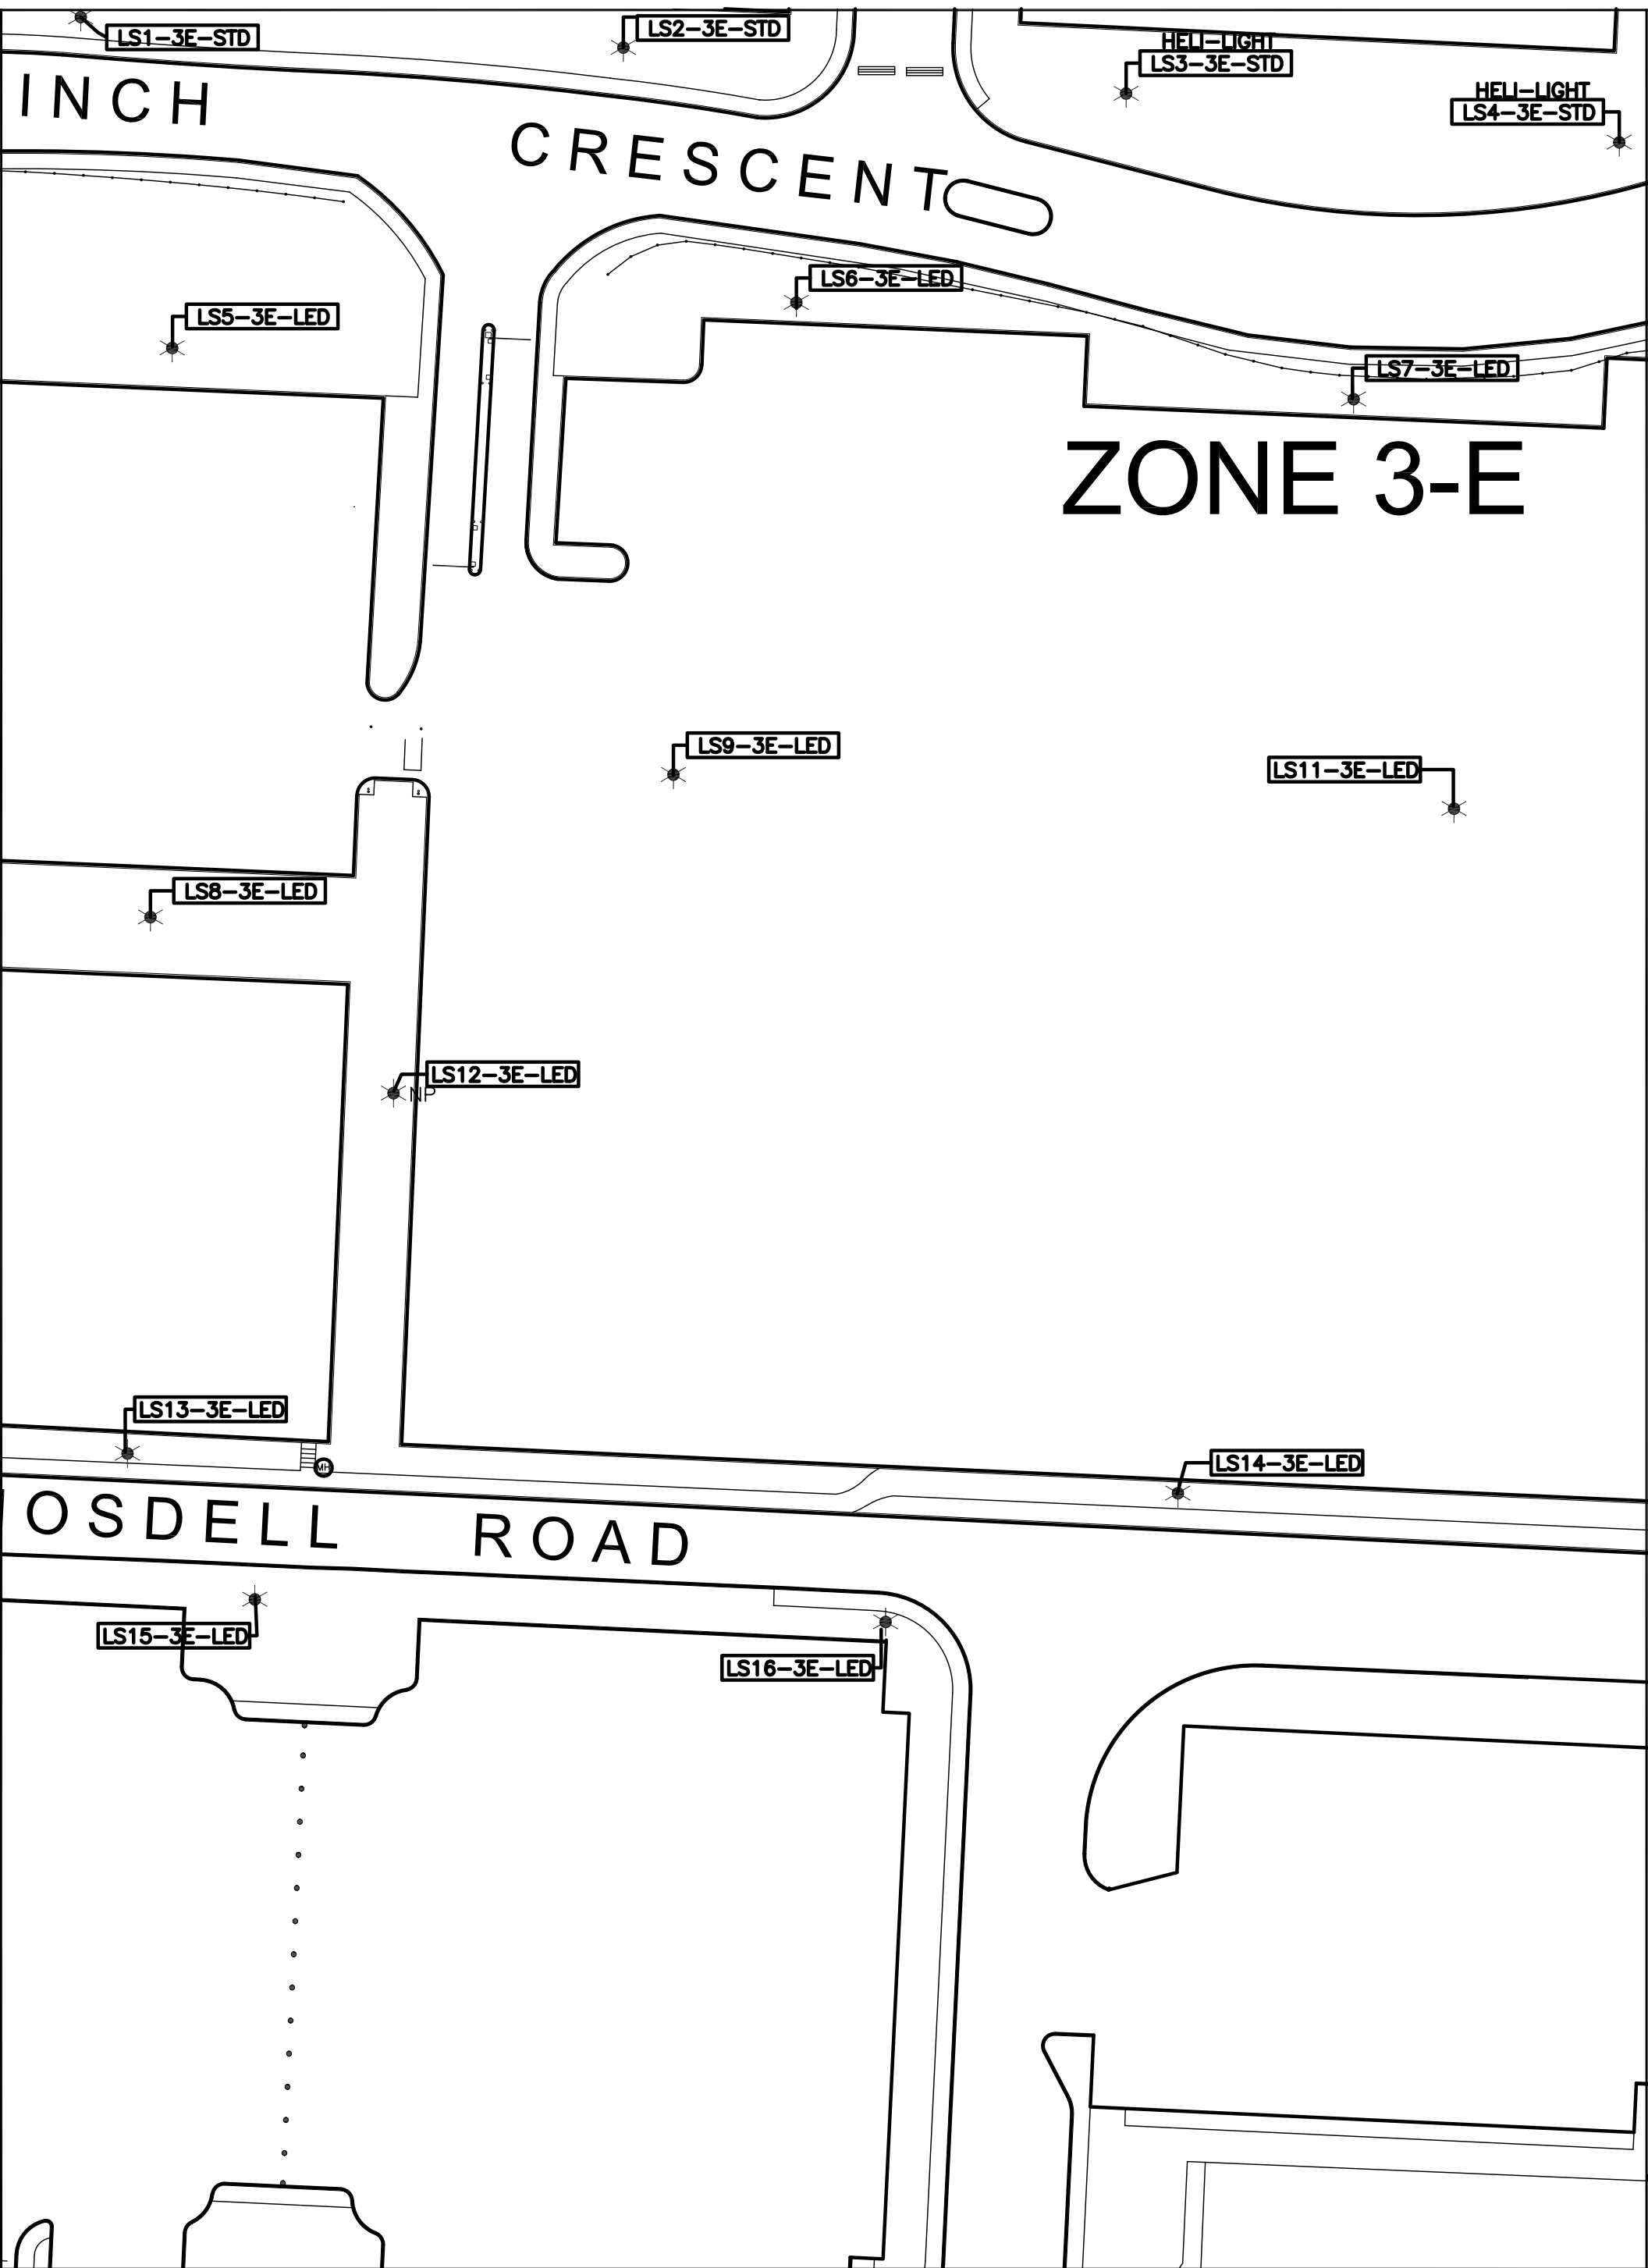 LS1-3E-STD
LS2-3E-STD
HELI-LIGHT
LS3-3E-STD
HELI-LIGHT
LS4-3E-STD
INCH CRESCENT
LS5-3E-LED
LS6-3E-LED
LS7-3E-LED
ZONE 3-E
LS9-3E-LED
LS11-3E-LED
LS8-3E-LED
LS12-3E-LED
NP
LS13-3E-LED
MH
LS14-3E-LED
OSDELL ROAD
LS15-3E-LED
LS16-3E-LED